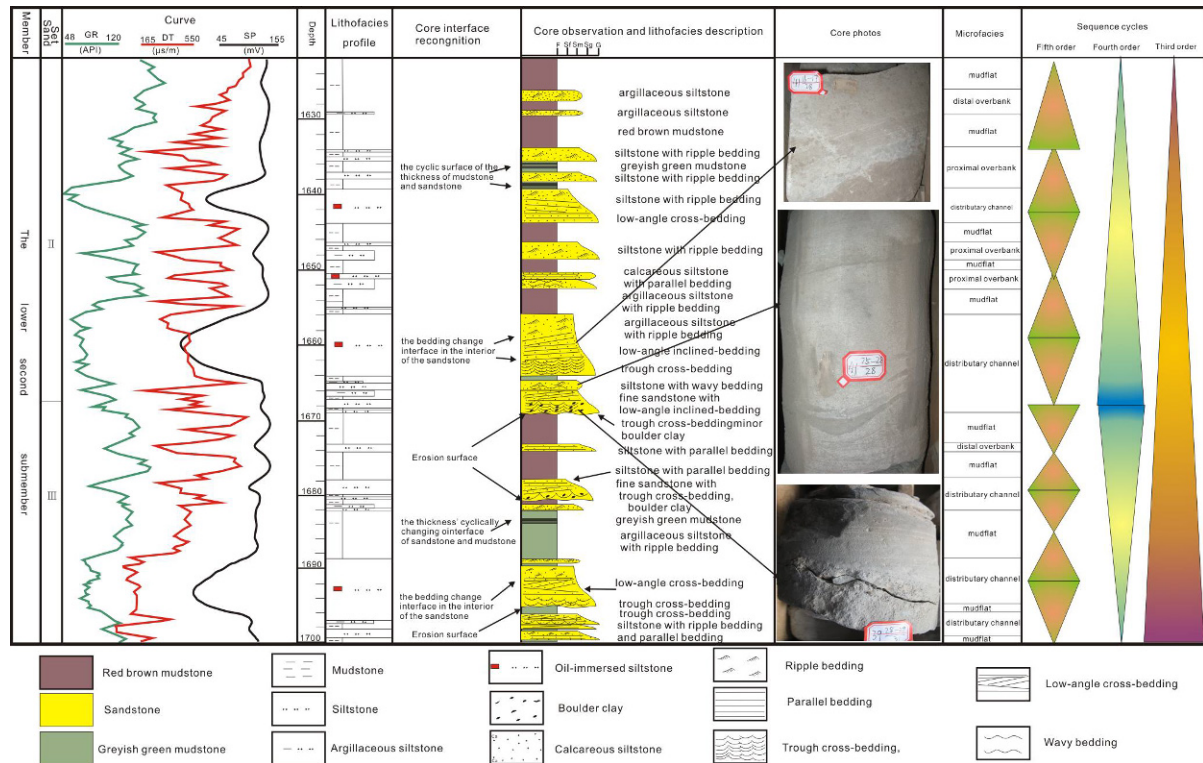 Member
Sand
Set
Curve
48 GR 120
(API)
165 DT 550
(μs/m)
45 SP 155
(mV)
Depth
Lithofacies
profile
Core interface
recongnition
Core observation and lithofacies description
F Sf Sm Sg G
Core photos
Microfacies
Sequence cycles
Fifth order
Fourth order
Third order
The
lower
second
submember
II
III
1630
1640
1650
1660
1670
1680
1690
1700
the cyclic surface of the
thickness of mudstone
and sandstone
the bedding change
interface in the interior
of the sandstone
Erosion surface
the thickness' cyclically
changing ointerface
of sandstone and mudstone
the bedding change
interface in the interior
of the sandstone
Erosion surface
argillaceous siltstone
argillaceous siltstone
red brown mudstone
siltstone with ripple bedding
greyish green mudstone
siltstone with ripple bedding
siltstone with ripple bedding
low-angle cross-bedding
siltstone with ripple bedding
calcareous siltstone
with parallel bedding
argillaceous siltstone
with ripple bedding
argillaceous siltstone
with ripple bedding
low-angle inclined-bedding
trough cross-bedding
siltstone with wavy bedding
fine sandstone with
low-angle inclined-bedding
trough cross-beddingminor
boulder clay
siltstone with parallel bedding
siltstone with parallel bedding
fine sandstone with
trough cross-bedding,
boulder clay
greyish green mudstone
argillaceous siltstone
with ripple bedding
low-angle cross-bedding
trough cross-bedding
trough cross-bedding
siltstone with ripple bedding
and parallel bedding
mudflat
distal overbank
mudflat
proximal overbank
distributary channel
mudflat
proximal overbank
mudflat
proximal overbank
mudflat
distributary channel
mudflat
distal overbank
mudflat
distributary channel
mudflat
distributary channel
mudflat
distributary channel
mudflat
Red brown mudstone
Sandstone
Greyish green mudstone
Mudstone
Siltstone
Argillaceous siltstone
Oil-immersed siltstone
Boulder clay
Calcareous siltstone
Ripple bedding
Parallel bedding
Trough cross-bedding,
Low-angle cross-bedding
Wavy bedding